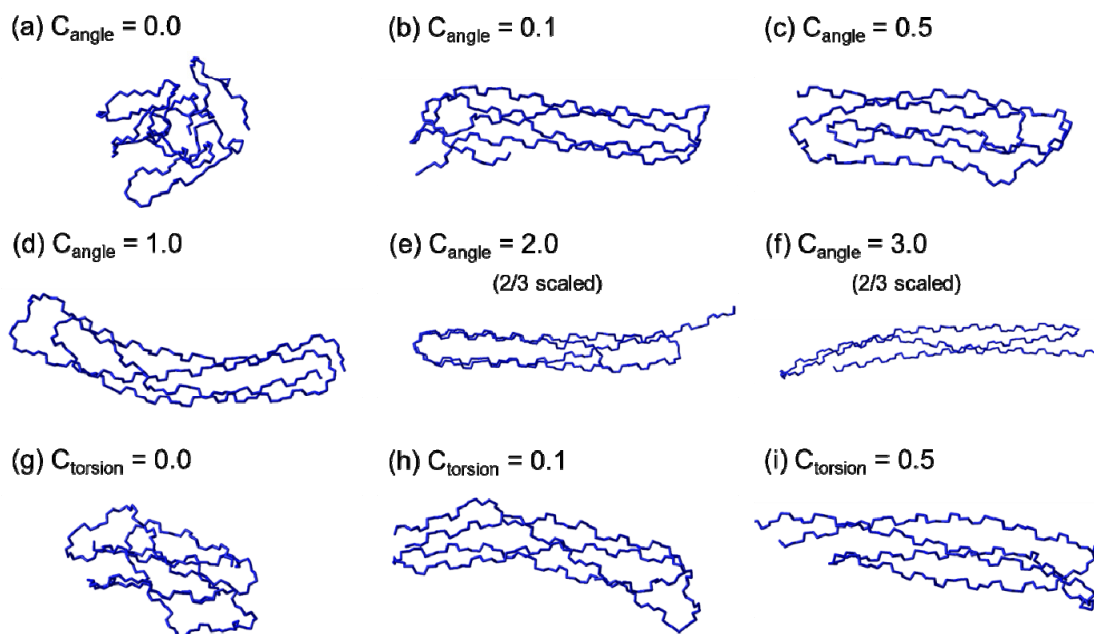 (a) C_angle = 0.0
(b) C_angle = 0.1
(c) C_angle = 0.5
(d) C_angle = 1.0
(e) C_angle = 2.0
(2/3 scaled)
(f) C_angle = 3.0
(2/3 scaled)
(g) C_torsion = 0.0
(h) C_torsion = 0.1
(i) C_torsion = 0.5